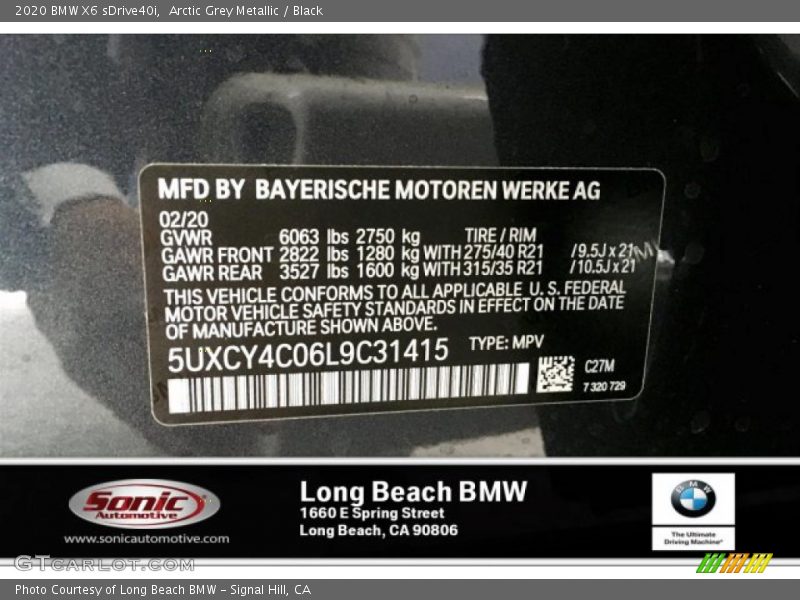 2020 BMW X6 sDrive40i,  Arctic Grey Metallic / Black
MFD BY BAYERISCHE MOTOREN WERKE AG
02/20
GVWR 6063 lbs 2750 kg TIRE / RIM
GAWR FRONT 2822 lbs 1280 kg WITH 275/40 R21 /9.5J x 21
GAWR REAR 3527 lbs 1600 kg WITH 315/35 R21 /10.5J x 21
THIS VEHICLE CONFORMS TO ALL APPLICABLE U. S. FEDERAL
MOTOR VEHICLE SAFETY STANDARDS IN EFFECT ON THE DATE
OF MANUFACTURE SHOWN ABOVE.
5UXCY4C06L9C31415 TYPE: MPV
C27M
7 320 729
Sonic
Automotive
www.sonicautomotive.com
Long Beach BMW
1660 E Spring Street
Long Beach, CA 90806
BMW
The Ultimate
Driving Machine®
GTcarlot.com
Photo Courtesy of Long Beach BMW - Signal Hill, CA